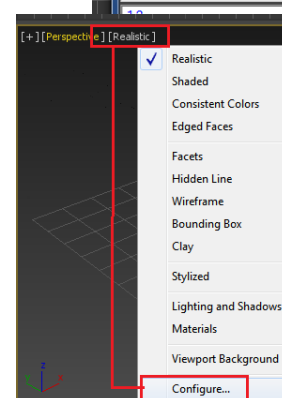 [+][Perspective][Realistic]
Realistic
Shaded
Consistent Colors
Edged Faces
Facets
Hidden Line
Wireframe
Bounding Box
Clay
Stylized
Lighting and Shadows
Materials
Viewport Background
Configure...
z
x